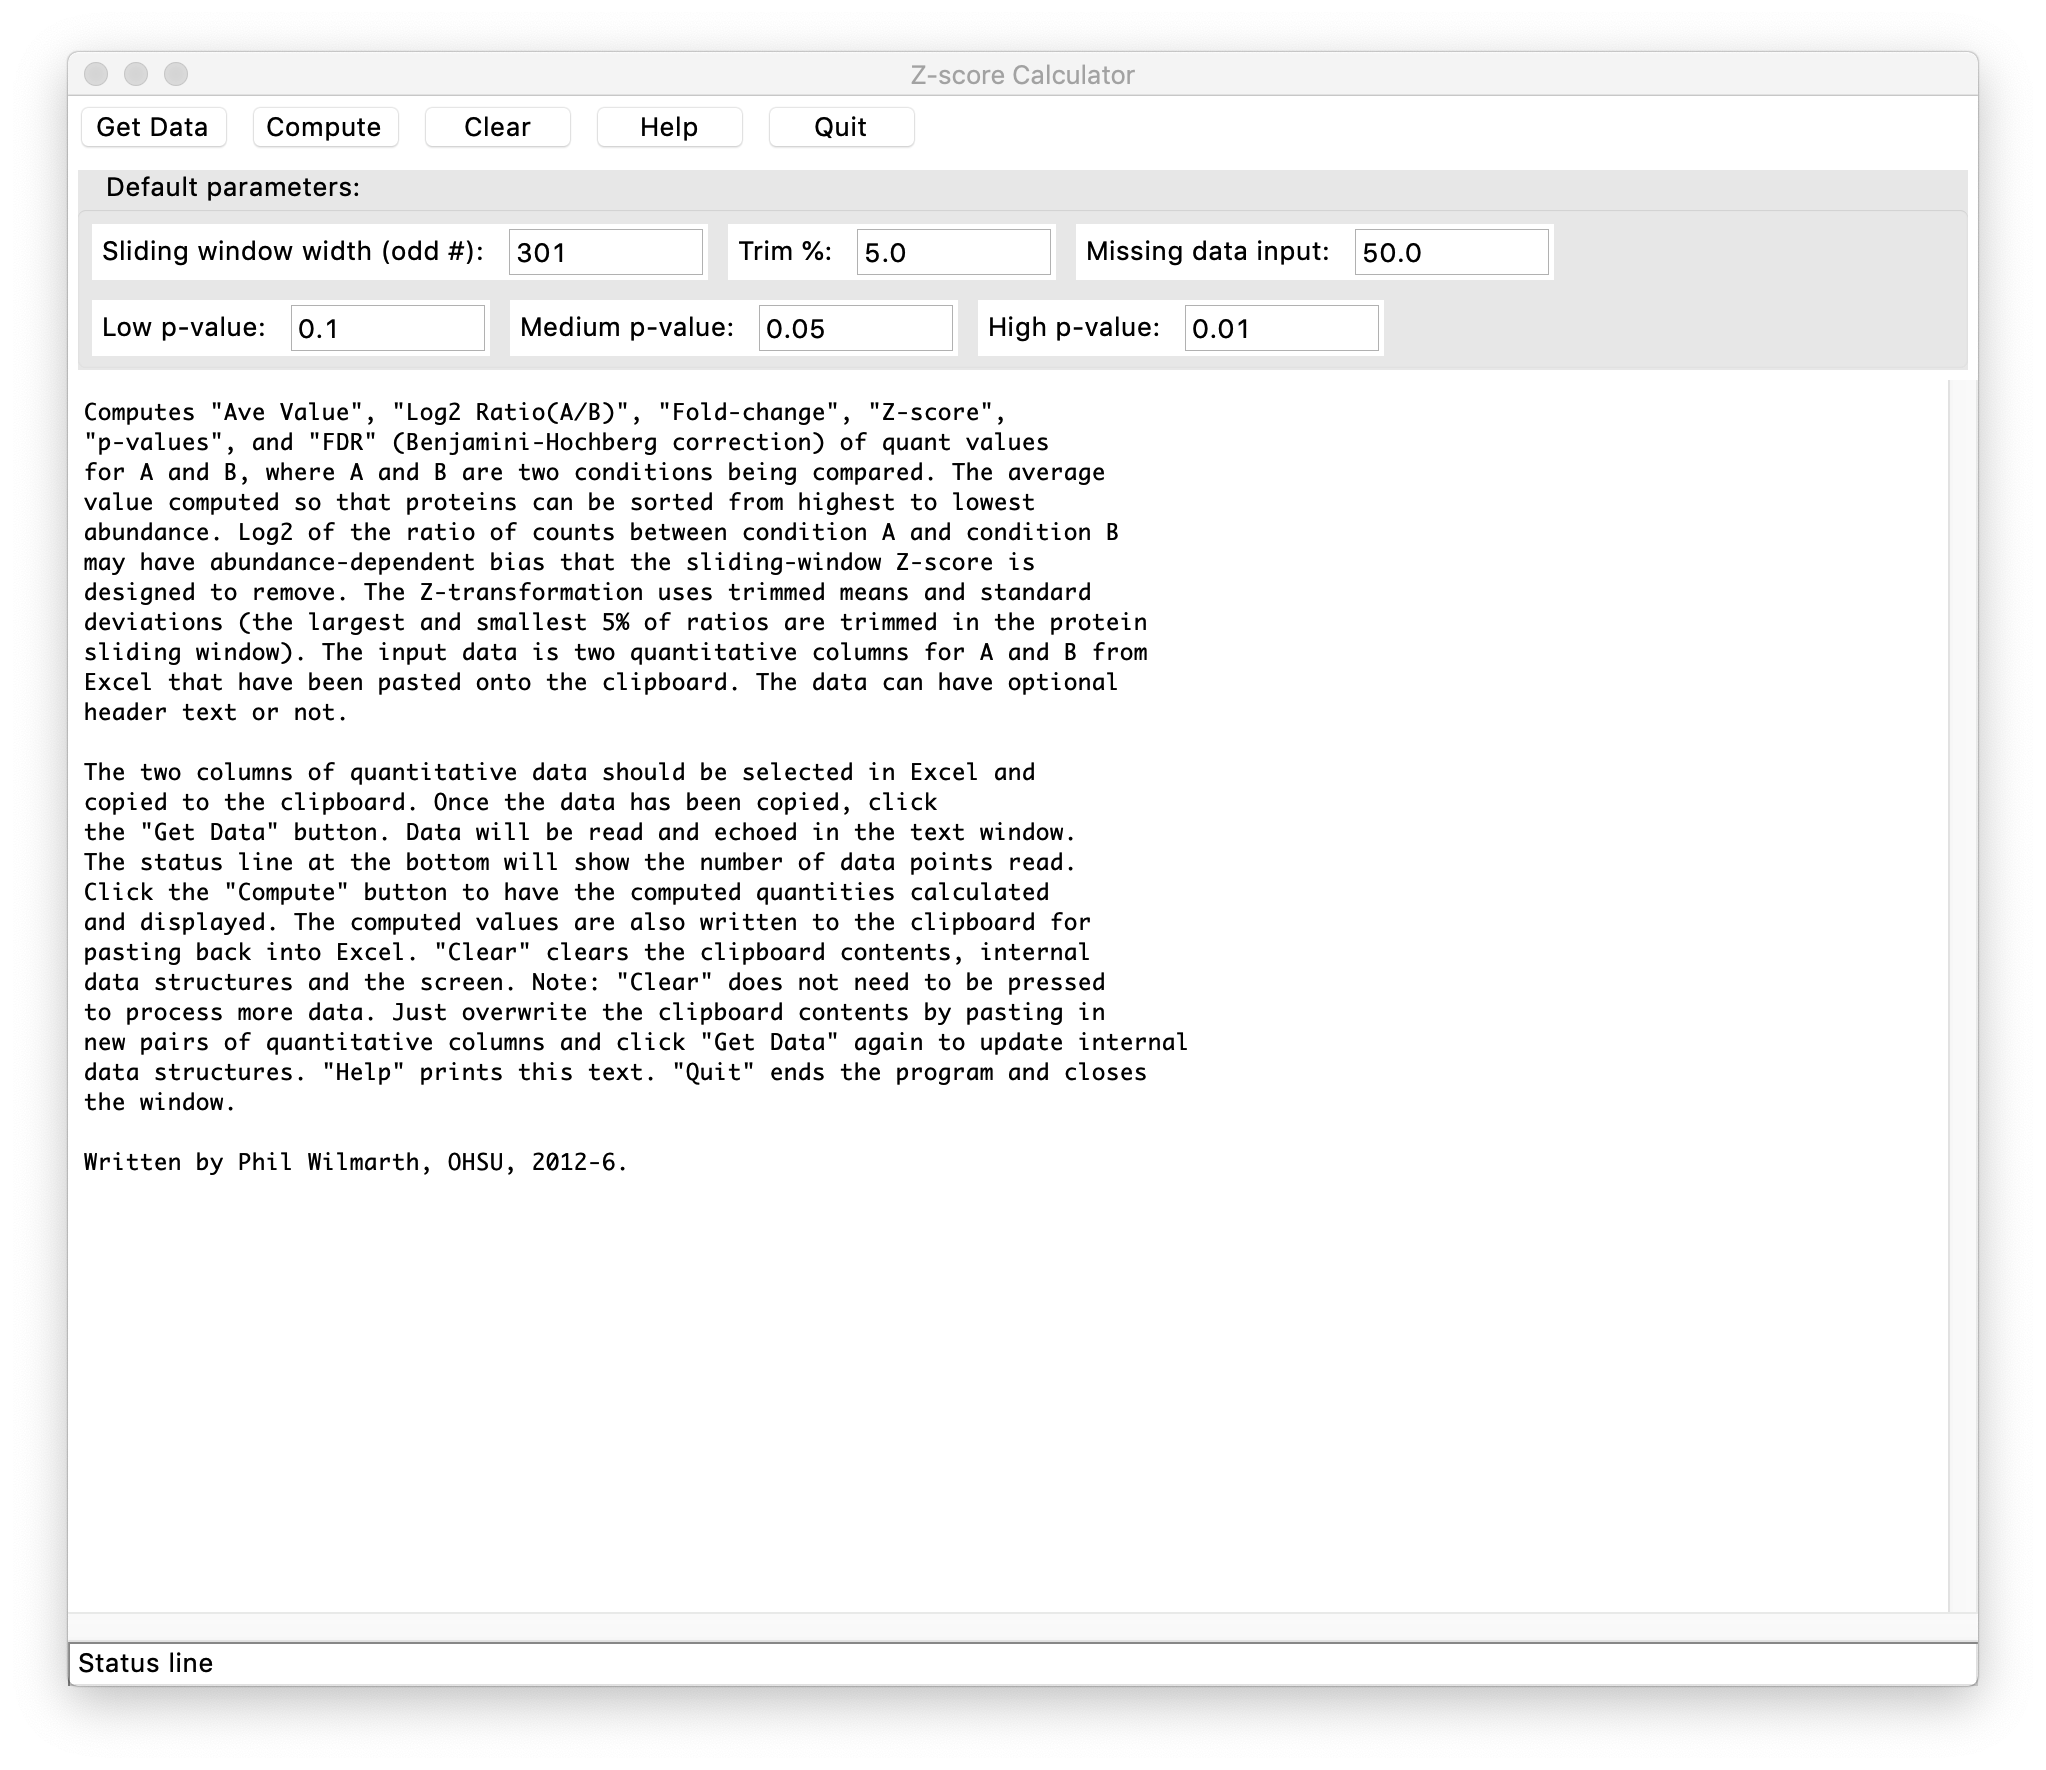 Z-score Calculator
Get Data Compute Clear Help Quit
Default parameters:
Sliding window width (odd #): 301 Trim %: 5.0 Missing data input: 50.0
Low p-value: 0.1 Medium p-value: 0.05 High p-value: 0.01
Computes "Ave Value", "Log2 Ratio(A/B)", "Fold-change", "Z-score",
"p-values", and "FDR" (Benjamini-Hochberg correction) of quant values
for A and B, where A and B are two conditions being compared. The average
value computed so that proteins can be sorted from highest to lowest
abundance. Log2 of the ratio of counts between condition A and condition B
may have abundance-dependent bias that the sliding-window Z-score is
designed to remove. The Z-transformation uses trimmed means and standard
deviations (the largest and smallest 5% of ratios are trimmed in the protein
sliding window). The input data is two quantitative columns for A and B from
Excel that have been pasted onto the clipboard. The data can have optional
header text or not.
The two columns of quantitative data should be selected in Excel and
copied to the clipboard. Once the data has been copied, click
the "Get Data" button. Data will be read and echoed in the text window.
The status line at the bottom will show the number of data points read.
Click the "Compute" button to have the computed quantities calculated
and displayed. The computed values are also written to the clipboard for
pasting back into Excel. "Clear" clears the clipboard contents, internal
data structures and the screen. Note: "Clear" does not need to be pressed
to process more data. Just overwrite the clipboard contents by pasting in
new pairs of quantitative columns and click "Get Data" again to update internal
data structures. "Help" prints this text. "Quit" ends the program and closes
the window.
Written by Phil Wilmarth, OHSU, 2012-6.
Status line